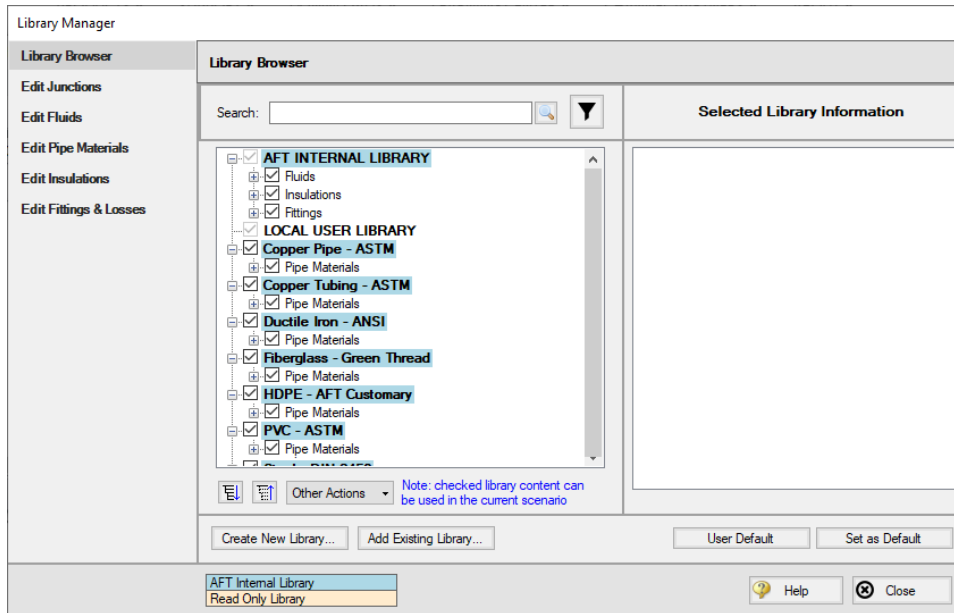 Library Manager
Library Browser
Edit Junctions
Edit Fluids
Edit Pipe Materials
Edit Insulations
Edit Fittings & Losses
Library Browser
Search:
Selected Library Information
AFT INTERNAL LIBRARY
Fluids
Insulations
Fittings
LOCAL USER LIBRARY
Copper Pipe - ASTM
Pipe Materials
Copper Tubing - ASTM
Pipe Materials
Ductile Iron - ANSI
Pipe Materials
Fiberglass - Green Thread
Pipe Materials
HDPE - AFT Customary
Pipe Materials
PVC - ASTM
Pipe Materials
Other Actions
Note: checked library content can
be used in the current scenario
Create New Library...
Add Existing Library...
User Default
Set as Default
AFT Internal Library
Read Only Library
Help
Close